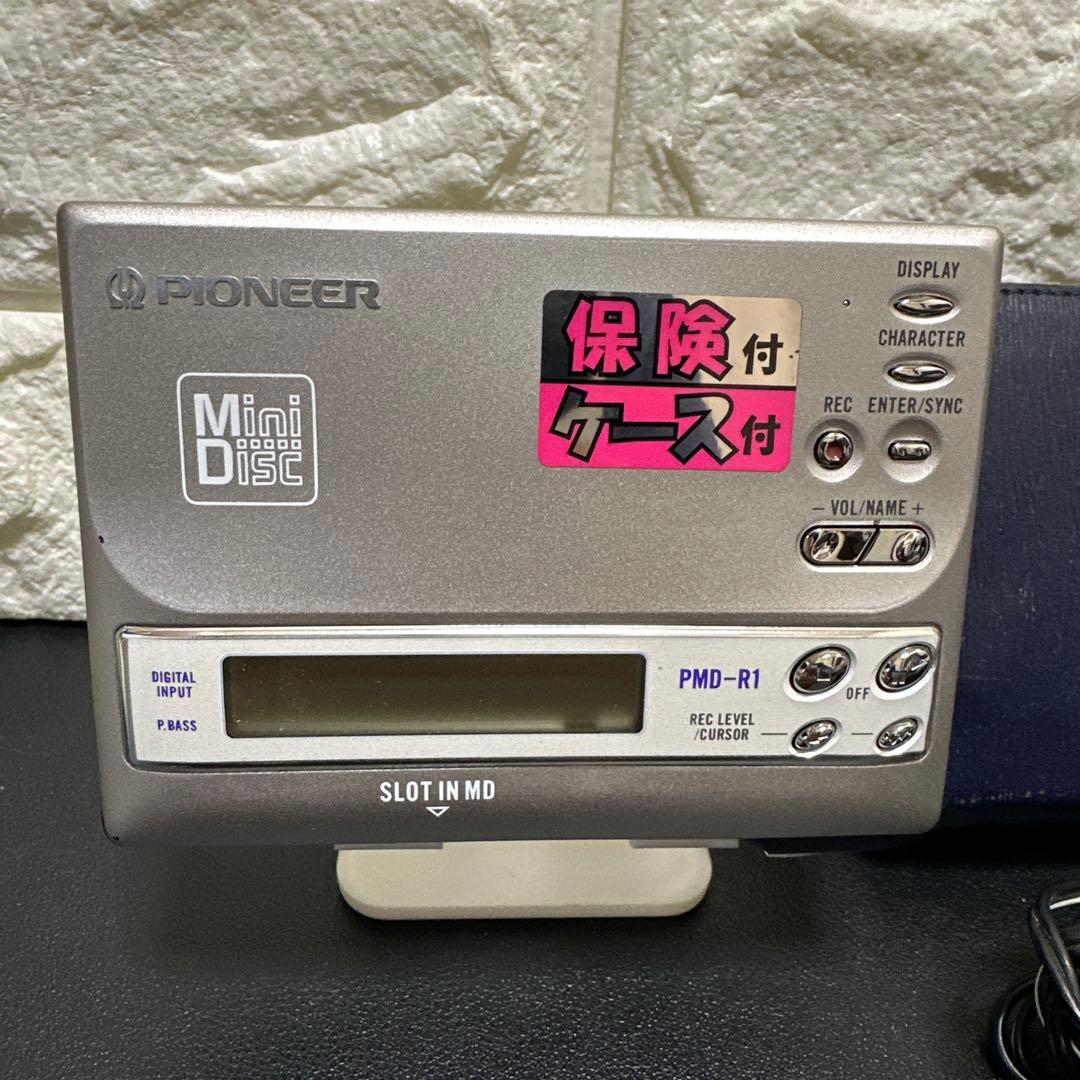 PIONEER
Mini
Disc
保険付
ケース付
DISPLAY
CHARACTER
REC ENTER/SYNC
− VOL/NAME +
DIGITAL
INPUT
P.BASS
PMD-R1
OFF
REC LEVEL
/CURSOR
SLOT IN MD